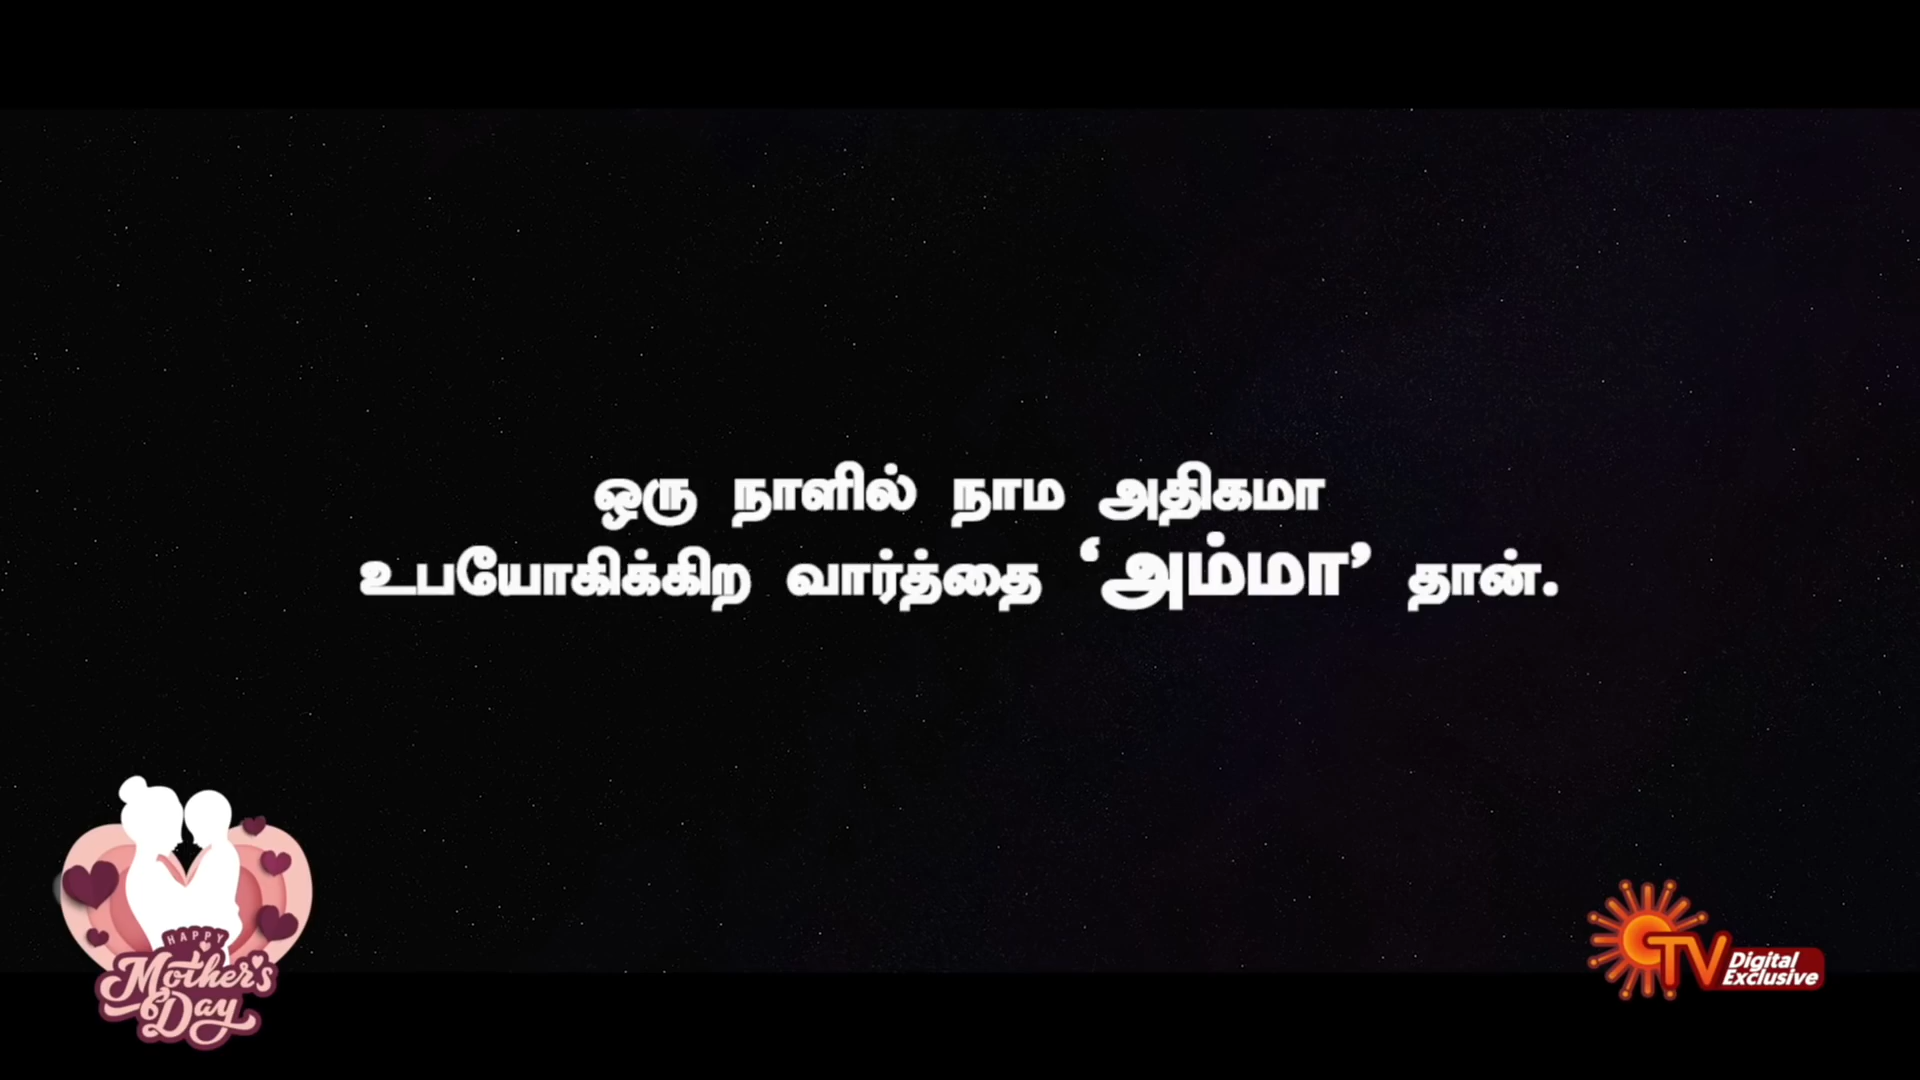 ஒரு நாளில் நாம அதிகமா
உபயோகிக்கிற வார்த்தை ‘அம்மா’ தான்.
HAPPY
Mother's
Day
TV Digital
Exclusive